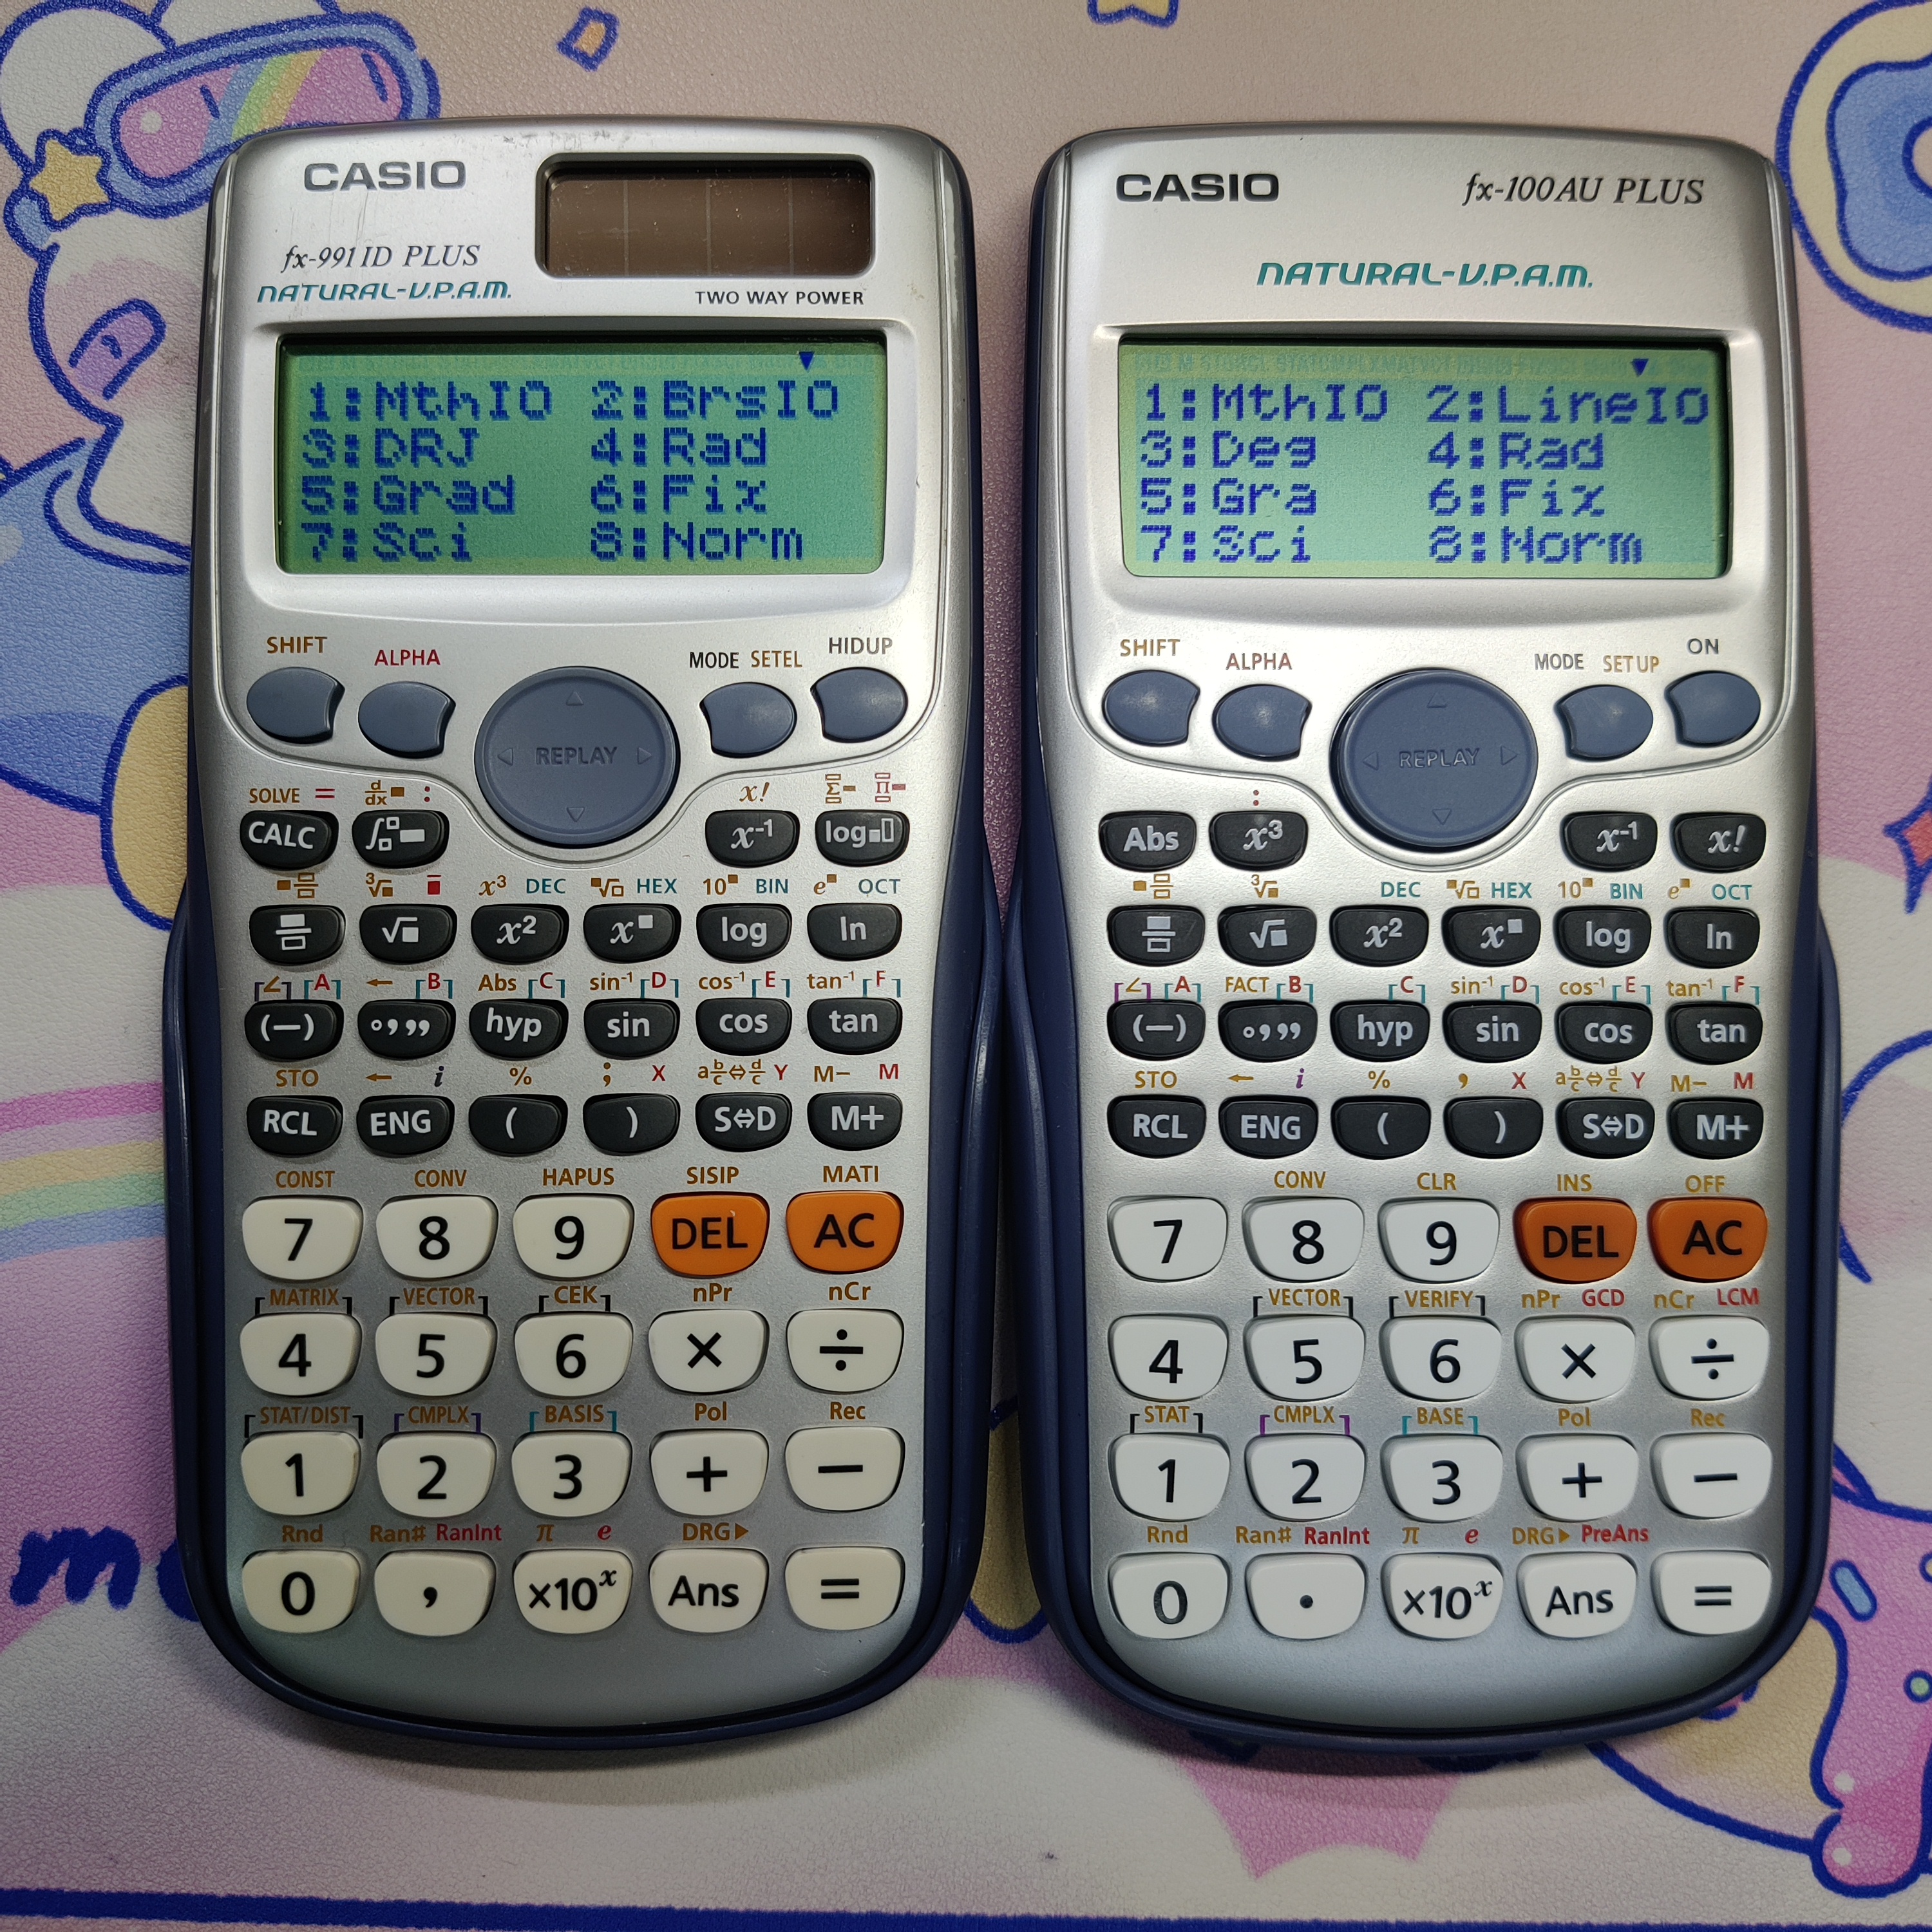 CASIO
fx-991ID PLUS
NATURAL-V.P.A.M.
TWO WAY POWER
1:MthIO 2:BrsIO
3:DRJ 4:Rad
5:Grad 6:Fix
7:Sci 8:Norm
SHIFT ALPHA MODE SETEL HIDUP
REPLAY
SOLVE = d/dx■ : x! Σ Π
CALC ∫ x⁻¹ log
³√ x³ DEC √ HEX 10■ BIN e■ OCT
√■ x² x■ log ln
∠ A ← B Abs C sin⁻¹ D cos⁻¹ E tan⁻¹ F
(−) °,,, hyp sin cos tan
STO ← i % ; X a b/c⇔d/c Y M− M
RCL ENG ( ) S⇔D M+
CONST CONV HAPUS SISIP MATI
7 8 9 DEL AC
MATRIX VECTOR CEK nPr nCr
4 5 6 × ÷
STAT/DIST CMPLX BASIS Pol Rec
1 2 3 + −
Rnd Ran# RanInt π e DRG▶
0 , ×10ˣ Ans =
CASIO fx-100AU PLUS
NATURAL-V.P.A.M.
1:MthIO 2:LineIO
3:Deg 4:Rad
5:Gra 6:Fix
7:Sci 8:Norm
SHIFT ALPHA MODE SETUP ON
REPLAY
:
Abs x³ x⁻¹ x!
³√ DEC √ HEX 10■ BIN e■ OCT
√■ x² x■ log ln
∠ A FACT B C sin⁻¹ D cos⁻¹ E tan⁻¹ F
(−) °,,, hyp sin cos tan
STO ← i % , X a b/c⇔d/c Y M− M
RCL ENG ( ) S⇔D M+
CONV CLR INS OFF
7 8 9 DEL AC
VECTOR VERIFY nPr GCD nCr LCM
4 5 6 × ÷
STAT CMPLX BASE Pol Rec
1 2 3 + −
Rnd Ran# RanInt π e DRG▶ PreAns
0 . ×10ˣ Ans =